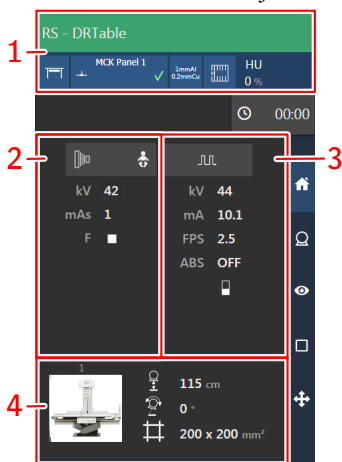 RS - DRTable
1
MCK Panel 1
1mmAl
0.2mmCu
HU
0 %
00:00
2
3
kV 42
mAs 1
F
kV 44
mA 10.1
FPS 2.5
ABS OFF
4
1
115 cm
0 °
200 x 200 mm²